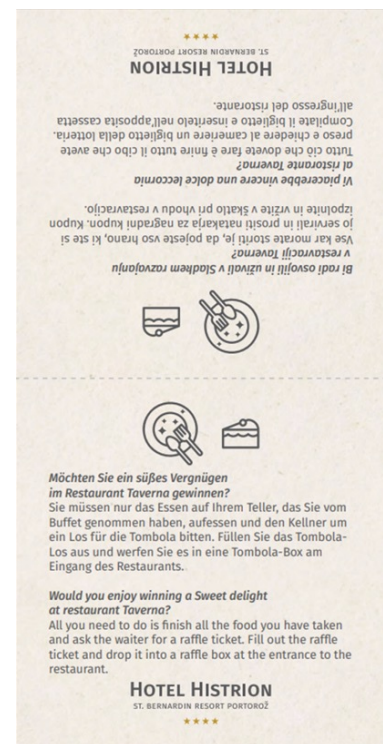 ★★★★
ST. BERNARDIN RESORT PORTOROŽ
HOTEL HISTRION
all'ingresso del ristorante.
Compilate il biglietto e inseritelo nell'apposita cassetta
preso e chiedere al cameriere un biglietto della lotteria.
Tutto ciò che dovete fare è finire tutto il cibo che avete
al ristorante Taverna?
Vi piacerebbe vincere una dolce leccornia
izpolnite in vržite v škatlo pri vhodu v restavracijo.
jo servirali in prositi natakarja za nagradni kupon. Kupon
Vse kar morate storiti je, da pojeste vso hrano, ki ste si
v restavraciji Taverna?
Bi radi osvojili in uživali v Sladkem razvajanju
Möchten Sie ein süßes Vergnügen
im Restaurant Taverna gewinnen?
Sie müssen nur das Essen auf Ihrem Teller, das Sie vom
Buffet genommen haben, aufessen und den Kellner um
ein Los für die Tombola bitten. Füllen Sie das Tombola-
Los aus und werfen Sie es in eine Tombola-Box am
Eingang des Restaurants.
Would you enjoy winning a Sweet delight
at restaurant Taverna?
All you need to do is finish all the food you have taken
and ask the waiter for a raffle ticket. Fill out the raffle
ticket and drop it into a raffle box at the entrance to the
restaurant.
HOTEL HISTRION
ST. BERNARDIN RESORT PORTOROŽ
★★★★